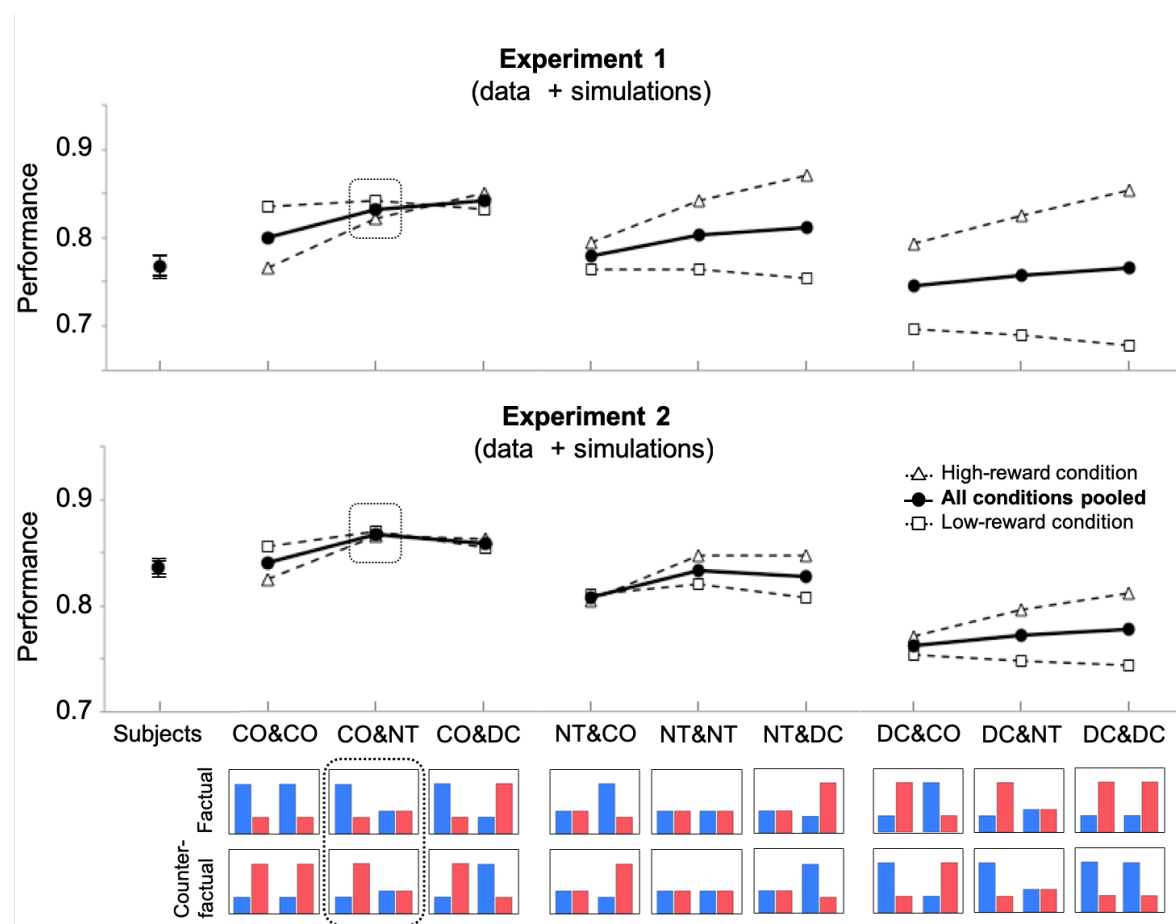 Experiment 1
(data + simulations)
Performance
0.9
0.8
0.7
Experiment 2
(data + simulations)
Performance
0.9
0.8
0.7
High-reward condition
All conditions pooled
Low-reward condition
Subjects CO&CO CO&NT CO&DC NT&CO NT&NT NT&DC DC&CO DC&NT DC&DC
Factual
Counter-
factual